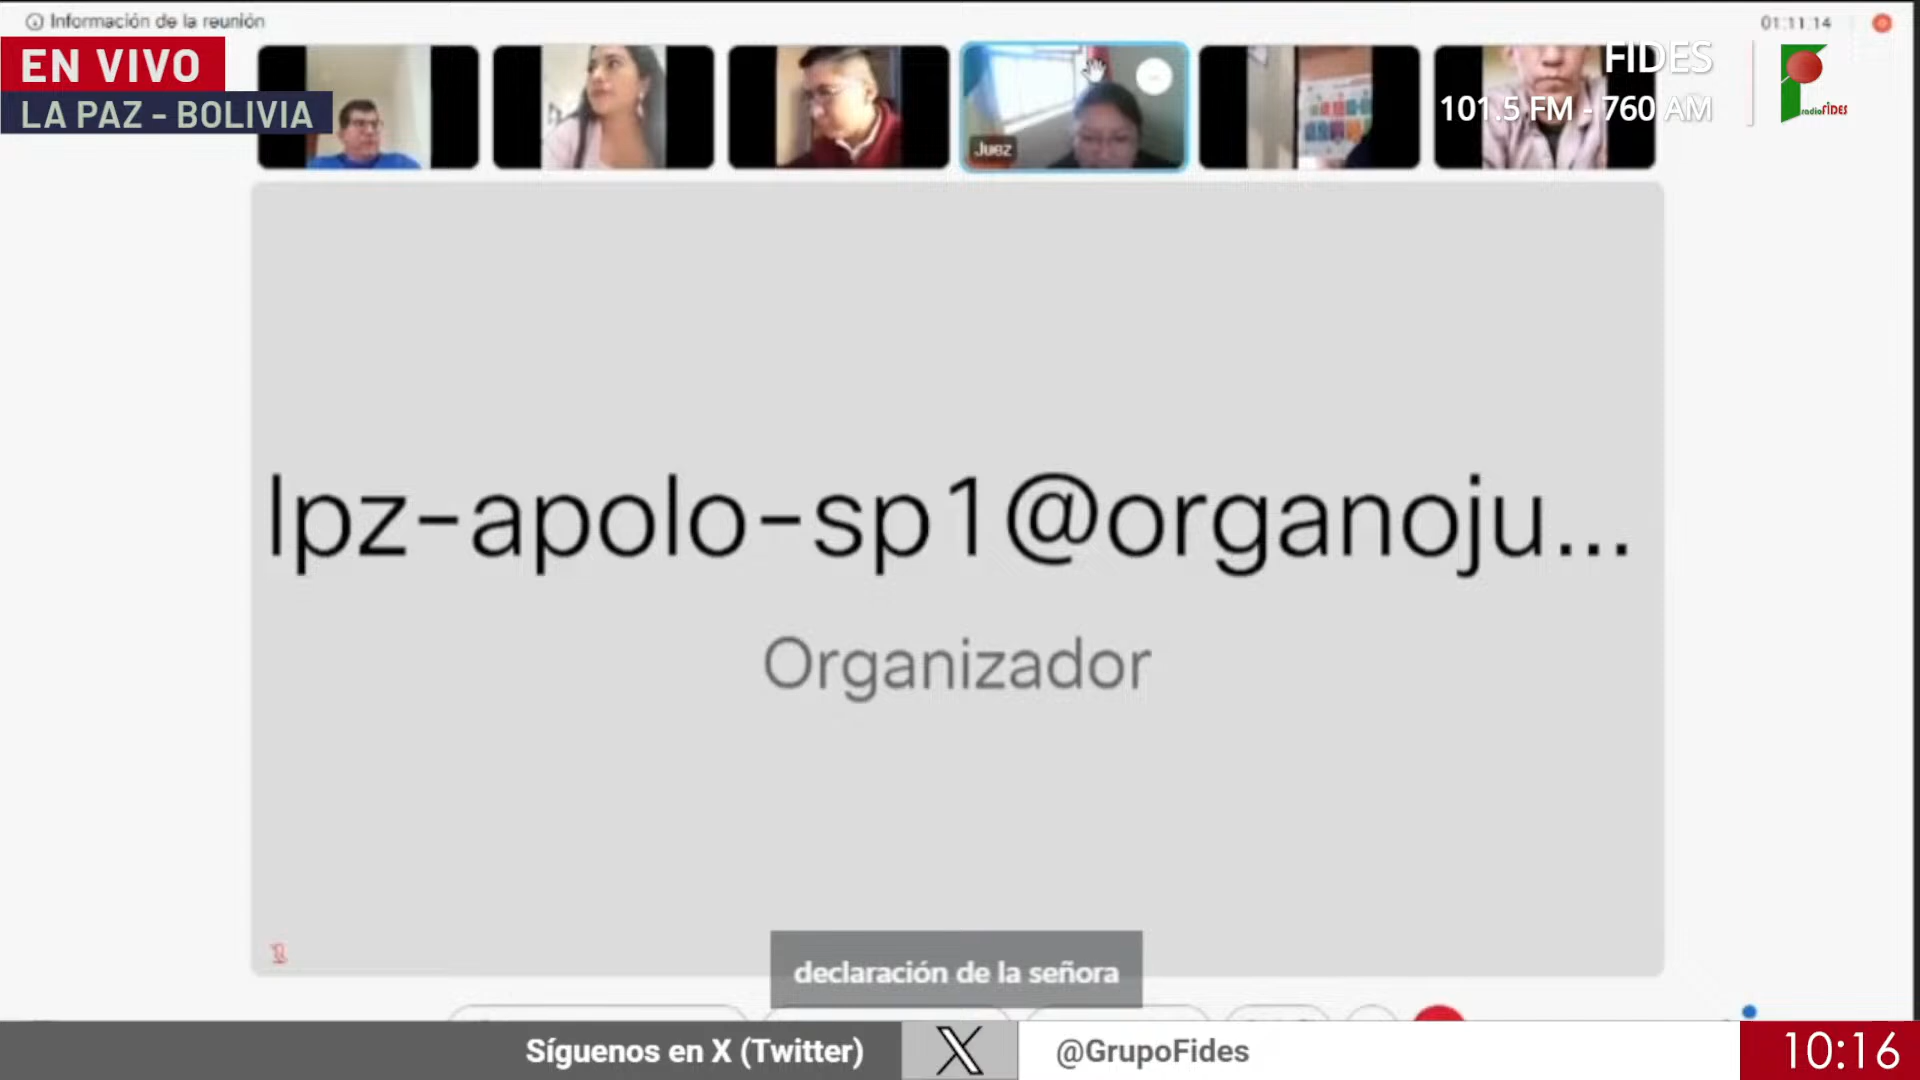 Información de la reunión
01:11:14
EN VIVO
LA PAZ - BOLIVIA
FIDES
101.5 FM - 760 AM
radioFIDES
Juez
lpz-apolo-sp1@organoju...
Organizador
declaración de la señora
Síguenos en X (Twitter)
X
@GrupoFides
10:16